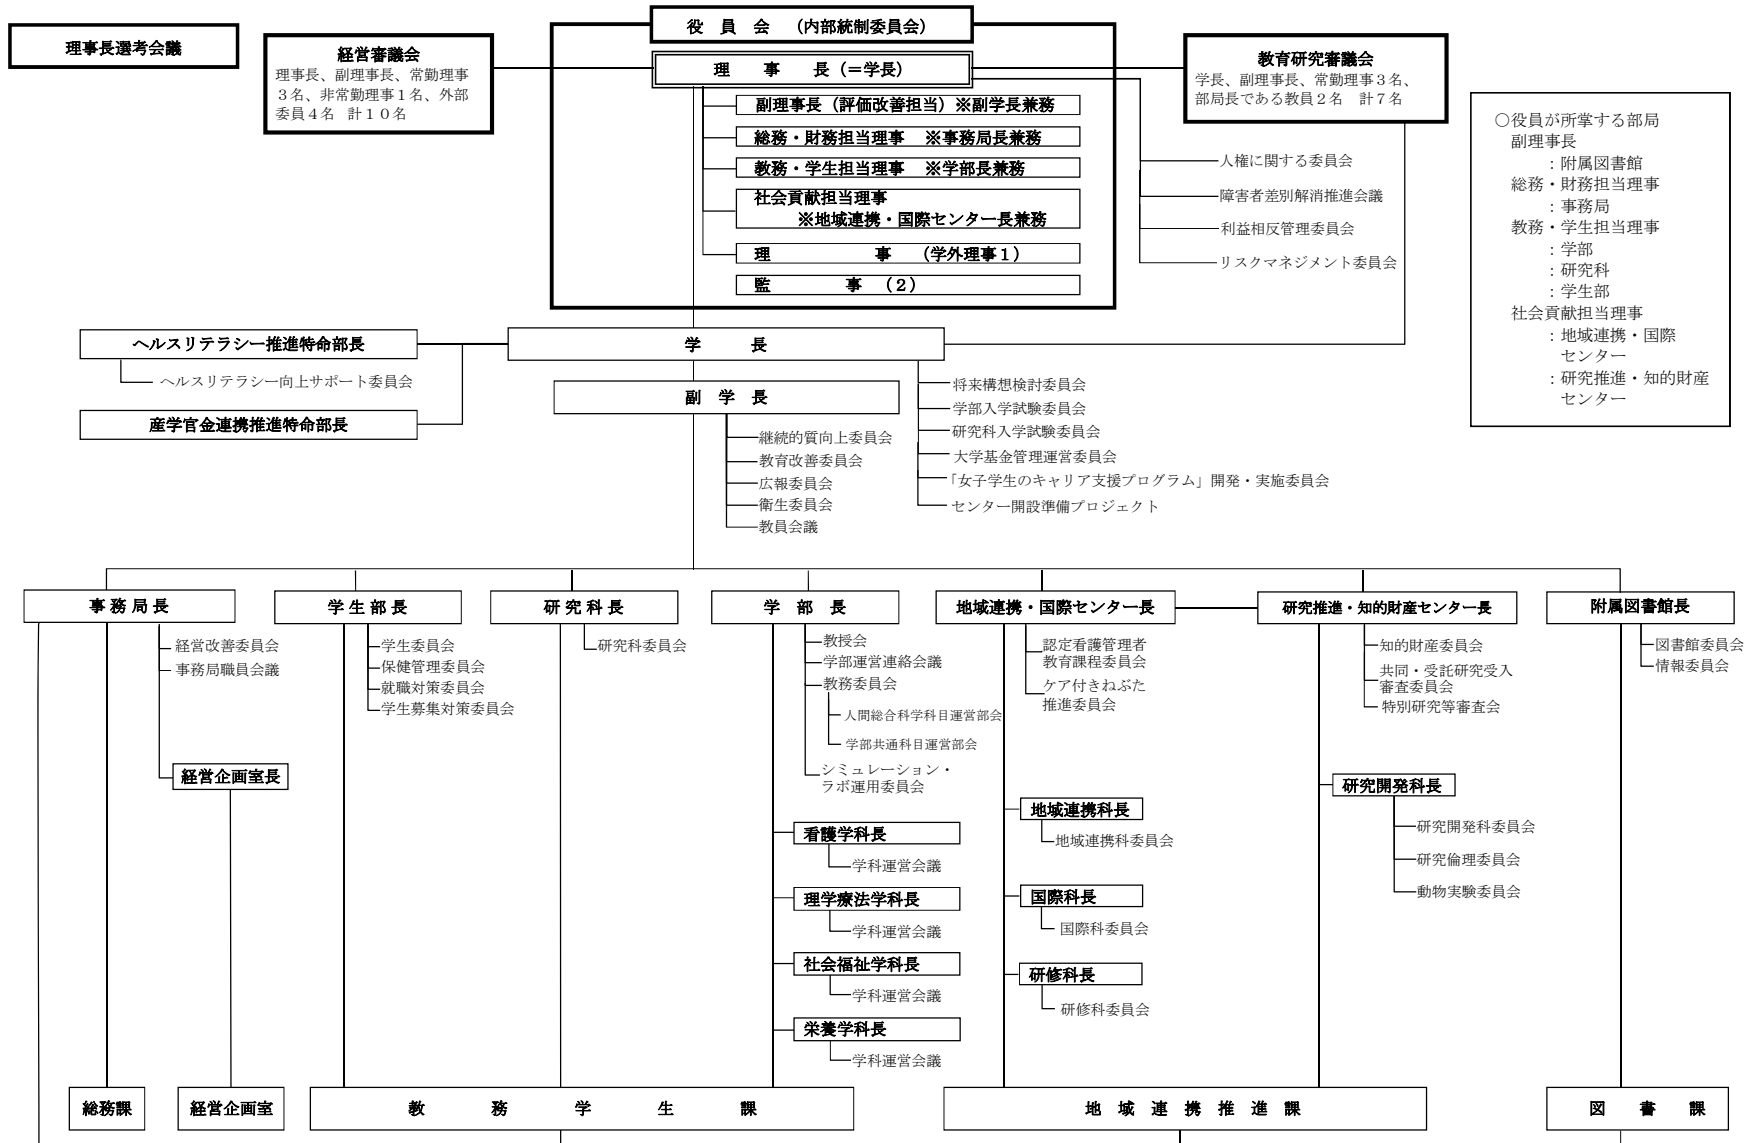 役　員　会　（内部統制委員会）
理事長選考会議
経営審議会
理事長、副理事長、常勤理事
３名、非常勤理事１名、外部
委員４名　計１０名
理　事　長（＝学長）
副理事長（評価改善担当）※副学長兼務
総務・財務担当理事　※事務局長兼務
教務・学生担当理事　※学部長兼務
社会貢献担当理事
※地域連携・国際センター長兼務
理　　　　　　事　（学外理事１）
監　　　　事　（２）
教育研究審議会
学長、副理事長、常勤理事３名、
部局長である教員２名　計７名
人権に関する委員会
障害者差別解消推進会議
利益相反管理委員会
リスクマネジメント委員会
○役員が所掌する部局
副理事長
：附属図書館
総務・財務担当理事
：事務局
教務・学生担当理事
：学部
：研究科
：学生部
社会貢献担当理事
：地域連携・国際
センター
：研究推進・知的財産
センター
ヘルスリテラシー推進特命部長
ヘルスリテラシー向上サポート委員会
産学官金連携推進特命部長
学　　　長
副　学　長
継続的質向上委員会
教育改善委員会
広報委員会
衛生委員会
教員会議
将来構想検討委員会
学部入学試験委員会
研究科入学試験委員会
大学基金管理運営委員会
「女子学生のキャリア支援プログラム」開発・実施委員会
センター開設準備プロジェクト
事 務 局 長
経営改善委員会
事務局職員会議
経営企画室長
学 生 部 長
学生委員会
保健管理委員会
就職対策委員会
学生募集対策委員会
研 究 科 長
研究科委員会
学　部　長
教授会
学部運営連絡会議
教務委員会
人間総合科学科目運営部会
学部共通科目運営部会
シミュレーション・
ラボ運用委員会
看護学科長
学科運営会議
理学療法学科長
学科運営会議
社会福祉学科長
学科運営会議
栄養学科長
学科運営会議
地域連携・国際センター長
認定看護管理者
教育課程委員会
ケア付きねぶた
推進委員会
地域連携科長
地域連携科委員会
国際科長
国際科委員会
研修科長
研修科委員会
研究推進・知的財産センター長
知的財産委員会
共同・受託研究受入
審査委員会
特別研究等審査会
研究開発科長
研究開発科委員会
研究倫理委員会
動物実験委員会
附属図書館長
図書館委員会
情報委員会
総務課
経営企画室
教　　務　　学　　生　　課
地　域　連　携　推　進　課
図　書　課